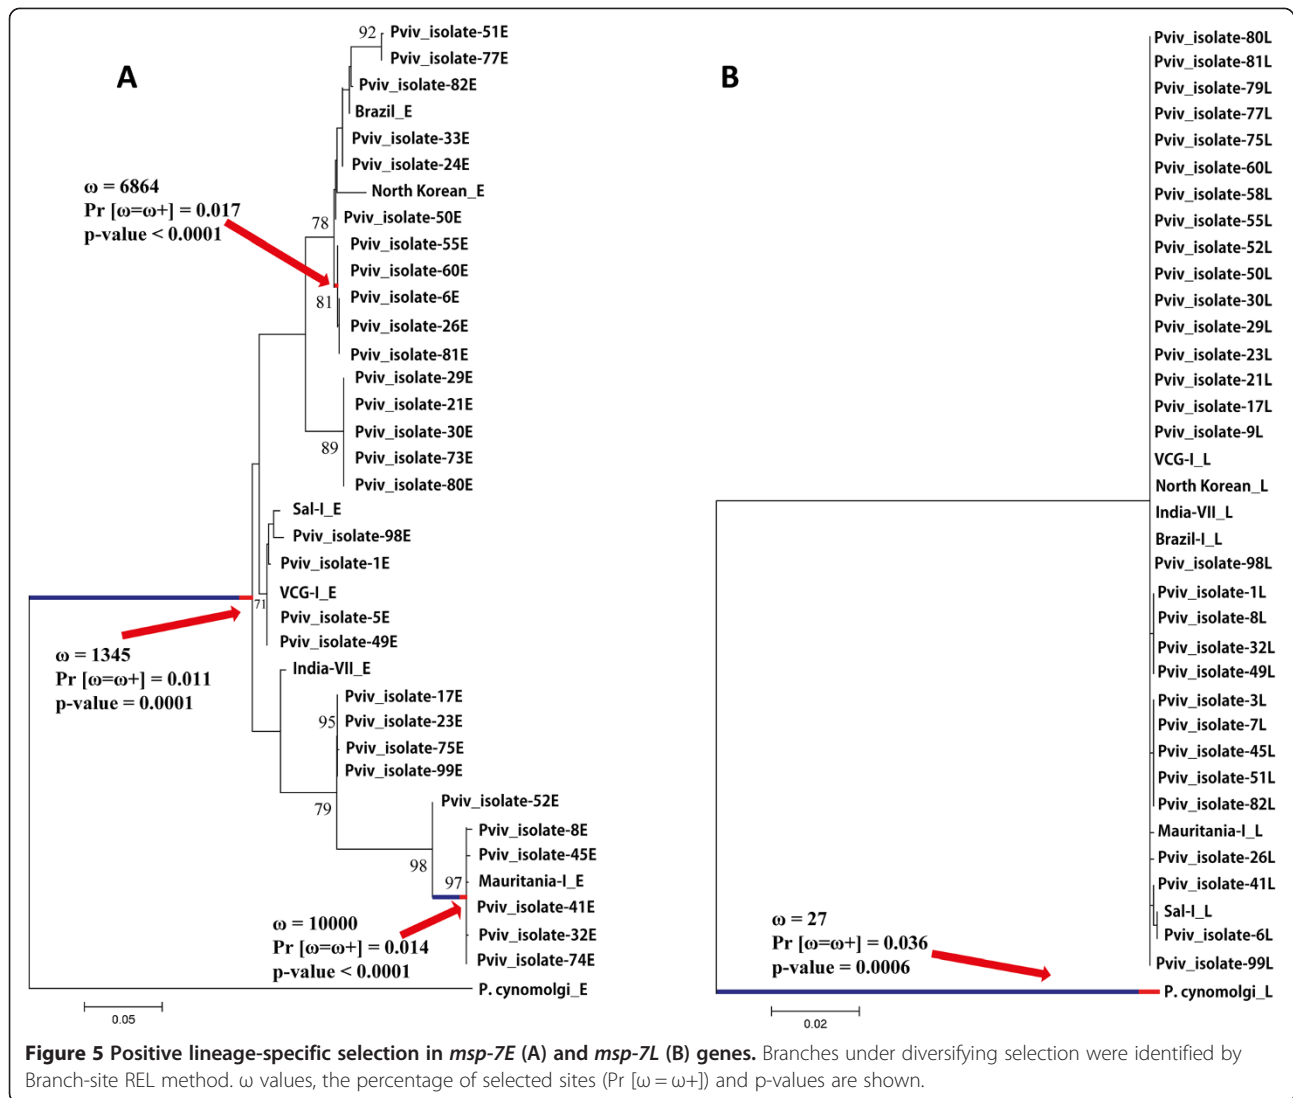 A
92
Pviv_isolate-51E
Pviv_isolate-77E
Pviv_isolate-82E
Brazil_E
Pviv_isolate-33E
Pviv_isolate-24E
North Korean_E
78
Pviv_isolate-50E
ω = 6864
Pr [ω=ω+] = 0.017
p-value < 0.0001
Pviv_isolate-55E
Pviv_isolate-60E
81
Pviv_isolate-6E
Pviv_isolate-26E
Pviv_isolate-81E
Pviv_isolate-29E
Pviv_isolate-21E
89
Pviv_isolate-30E
Pviv_isolate-73E
Pviv_isolate-80E
Sal-I_E
Pviv_isolate-98E
Pviv_isolate-1E
VCG-I_E
71
Pviv_isolate-5E
Pviv_isolate-49E
ω = 1345
Pr [ω=ω+] = 0.011
p-value = 0.0001
India-VII_E
Pviv_isolate-17E
95
Pviv_isolate-23E
Pviv_isolate-75E
Pviv_isolate-99E
79
Pviv_isolate-52E
98
Pviv_isolate-8E
Pviv_isolate-45E
97
Mauritania-I_E
Pviv_isolate-41E
Pviv_isolate-32E
Pviv_isolate-74E
ω = 10000
Pr [ω=ω+] = 0.014
p-value < 0.0001
P. cynomolgi_E
0.05
B
Pviv_isolate-80L
Pviv_isolate-81L
Pviv_isolate-79L
Pviv_isolate-77L
Pviv_isolate-75L
Pviv_isolate-60L
Pviv_isolate-58L
Pviv_isolate-55L
Pviv_isolate-52L
Pviv_isolate-50L
Pviv_isolate-30L
Pviv_isolate-29L
Pviv_isolate-23L
Pviv_isolate-21L
Pviv_isolate-17L
Pviv_isolate-9L
VCG-I_L
North Korean_L
India-VII_L
Brazil-I_L
Pviv_isolate-98L
Pviv_isolate-1L
Pviv_isolate-8L
Pviv_isolate-32L
Pviv_isolate-49L
Pviv_isolate-3L
Pviv_isolate-7L
Pviv_isolate-45L
Pviv_isolate-51L
Pviv_isolate-82L
Mauritania-I_L
Pviv_isolate-26L
Pviv_isolate-41L
Sal-I_L
Pviv_isolate-6L
Pviv_isolate-99L
P. cynomolgi_L
ω = 27
Pr [ω=ω+] = 0.036
p-value = 0.0006
0.02
Figure 5 Positive lineage-specific selection in msp-7E (A) and msp-7L (B) genes. Branches under diversifying selection were identified by
Branch-site REL method. ω values, the percentage of selected sites (Pr [ω = ω+]) and p-values are shown.